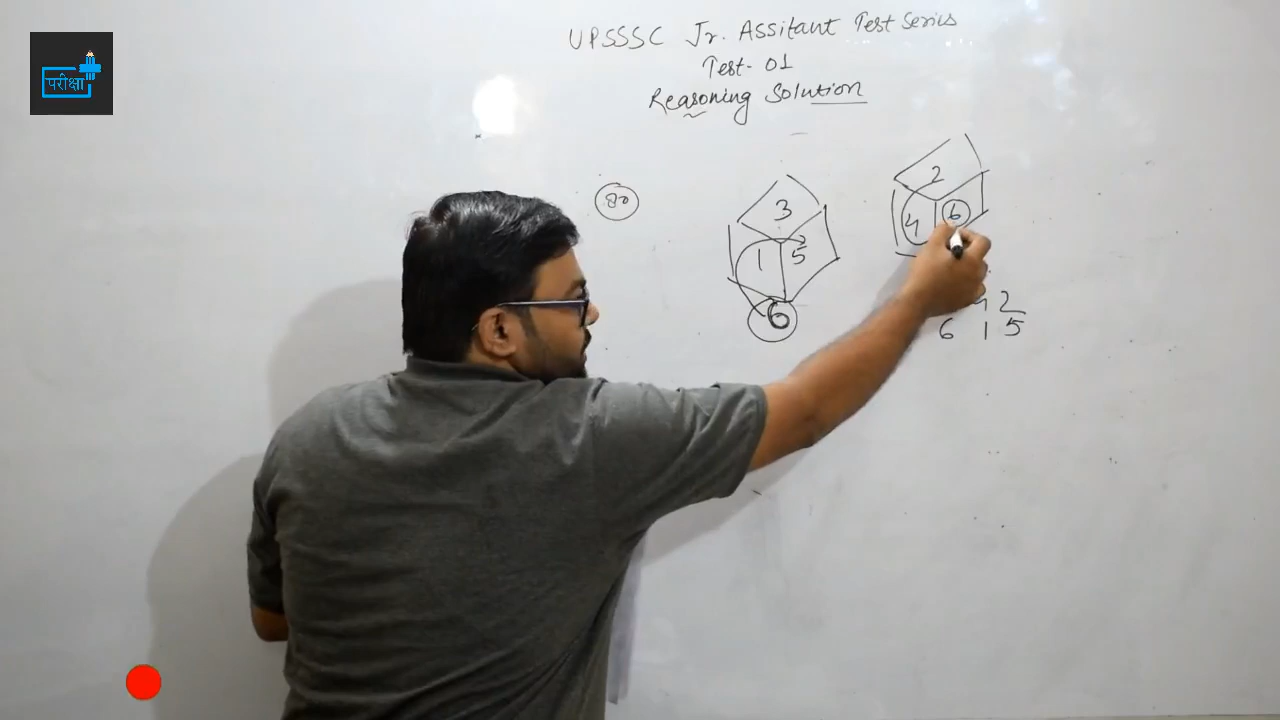 परीक्षा
UPSSSC Jr. Assitant Test Series
Test- 01
Reasoning Solution
80
3
1 5
6
2
4 6
4 2
6 1 5